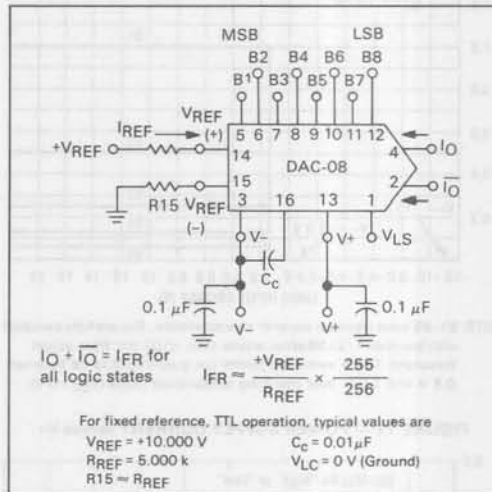 MSB LSB
B2 B4 B6 B8
B1 B3 B5 B7
IREF VREF (+)
5 6 7 8 9 10 11 12
+VREF
14 DAC-08 4 IO
15 2 IO
R15 VREF (-) 3 16 13 1
V- V+ VLS
Cc
0.1 μF 0.1 μF
V- V+
IO + IO = IFR for
all logic states
IFR ≈ +VREF / RREF × 255 / 256
For fixed reference, TTL operation, typical values are
VREF = +10.000 V Cc = 0.01μF
RREF = 5.000 k VLC = 0 V (Ground)
R15 ≈ RREF